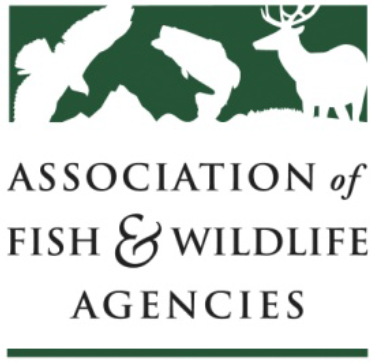 ASSOCIATION of
FISH & WILDLIFE
AGENCIES